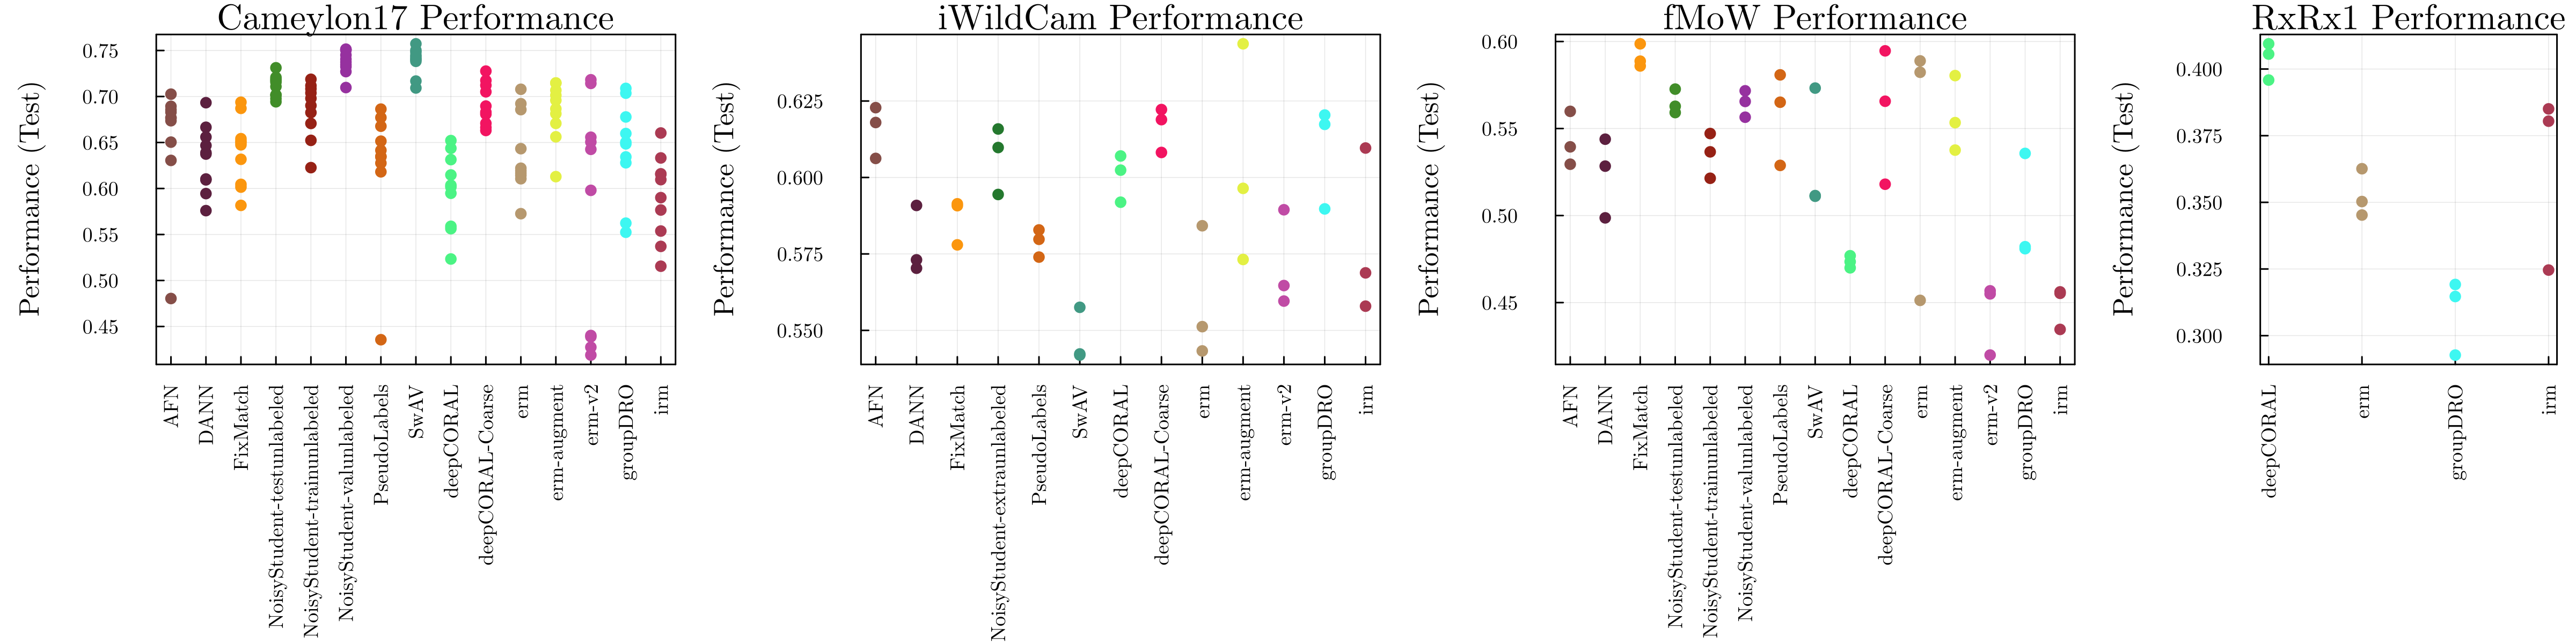 Cameylon17 Performance
Performance (Test)
0.75
0.70
0.65
0.60
0.55
0.50
0.45
AFN
DANN
FixMatch
NoisyStudent-testunlabeled
NoisyStudent-trainunlabeled
NoisyStudent-valunlabeled
PseudoLabels
SwAV
deepCORAL
deepCORAL-Coarse
erm
erm-augment
erm-v2
groupDRO
irm
iWildCam Performance
Performance (Test)
0.625
0.600
0.575
0.550
AFN
DANN
FixMatch
NoisyStudent-extraunlabeled
PseudoLabels
SwAV
deepCORAL
deepCORAL-Coarse
erm
erm-augment
erm-v2
groupDRO
irm
fMoW Performance
Performance (Test)
0.60
0.55
0.50
0.45
AFN
DANN
FixMatch
NoisyStudent-testunlabeled
NoisyStudent-trainunlabeled
NoisyStudent-valunlabeled
PseudoLabels
SwAV
deepCORAL
deepCORAL-Coarse
erm
erm-augment
erm-v2
groupDRO
irm
RxRx1 Performance
Performance (Test)
0.400
0.375
0.350
0.325
0.300
deepCORAL
erm
groupDRO
irm